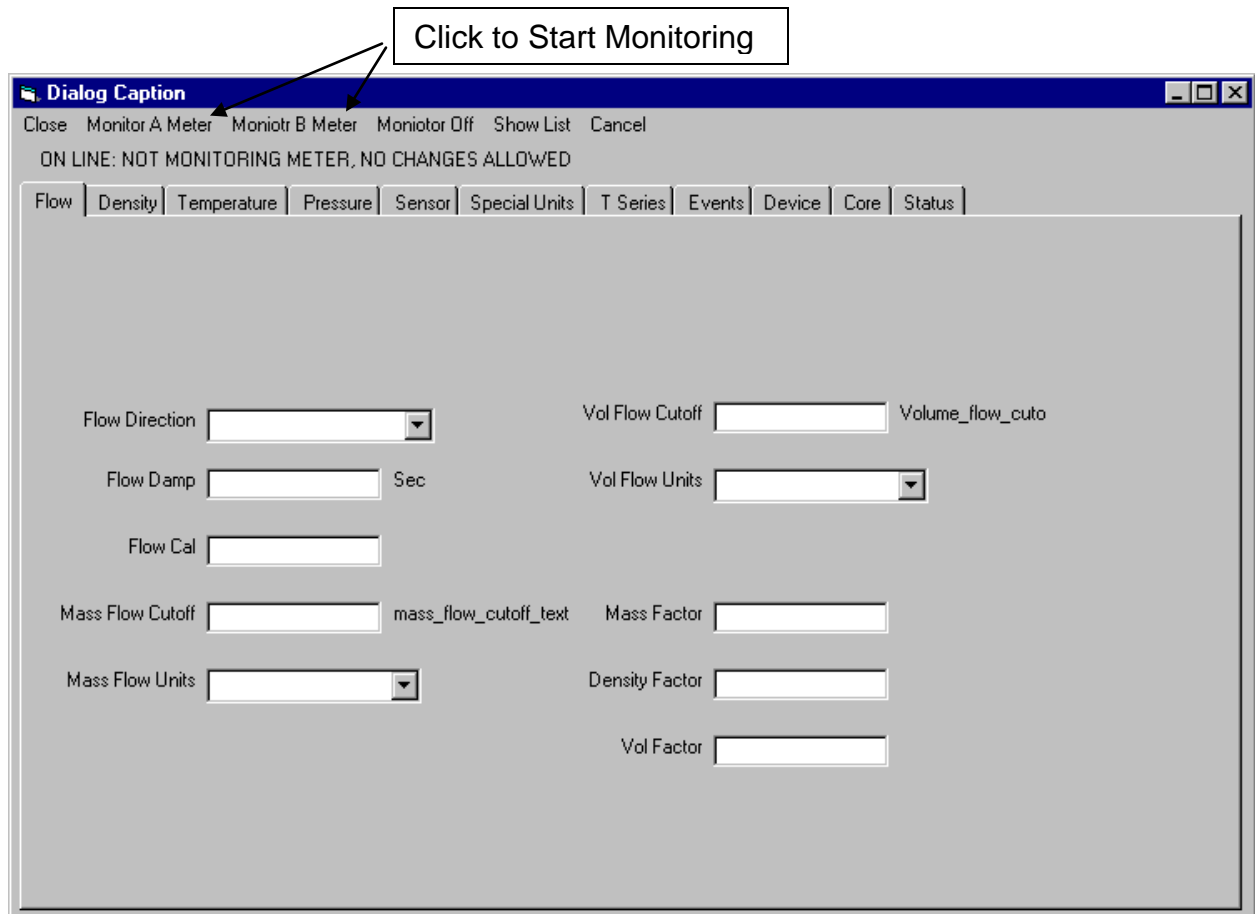 Click to Start Monitoring
Dialog Caption
Close Monitor A Meter Moniotr B Meter Moniotor Off Show List Cancel
ON LINE: NOT MONITORING METER, NO CHANGES ALLOWED
Flow Density Temperature Pressure Sensor Special Units T Series Events Device Core Status
Flow Direction
Vol Flow Cutoff Volume_flow_cuto
Flow Damp Sec
Vol Flow Units
Flow Cal
Mass Flow Cutoff mass_flow_cutoff_text
Mass Factor
Mass Flow Units
Density Factor
Vol Factor